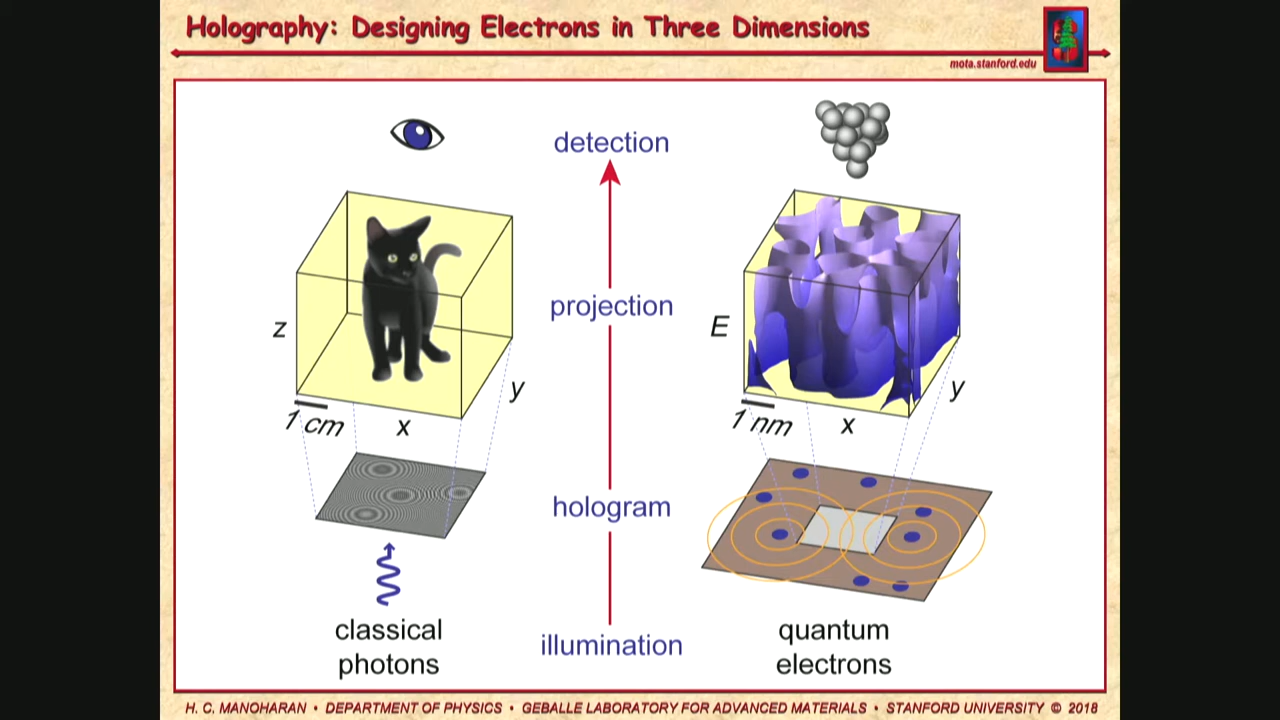 Holography: Designing Electrons in Three Dimensions
mota.stanford.edu
detection
projection
hologram
illumination
z
1 cm
x
y
classical
photons
E
1 nm
x
y
quantum
electrons
H. C. MANOHARAN • DEPARTMENT OF PHYSICS • GEBALLE LABORATORY FOR ADVANCED MATERIALS • STANFORD UNIVERSITY © 2018